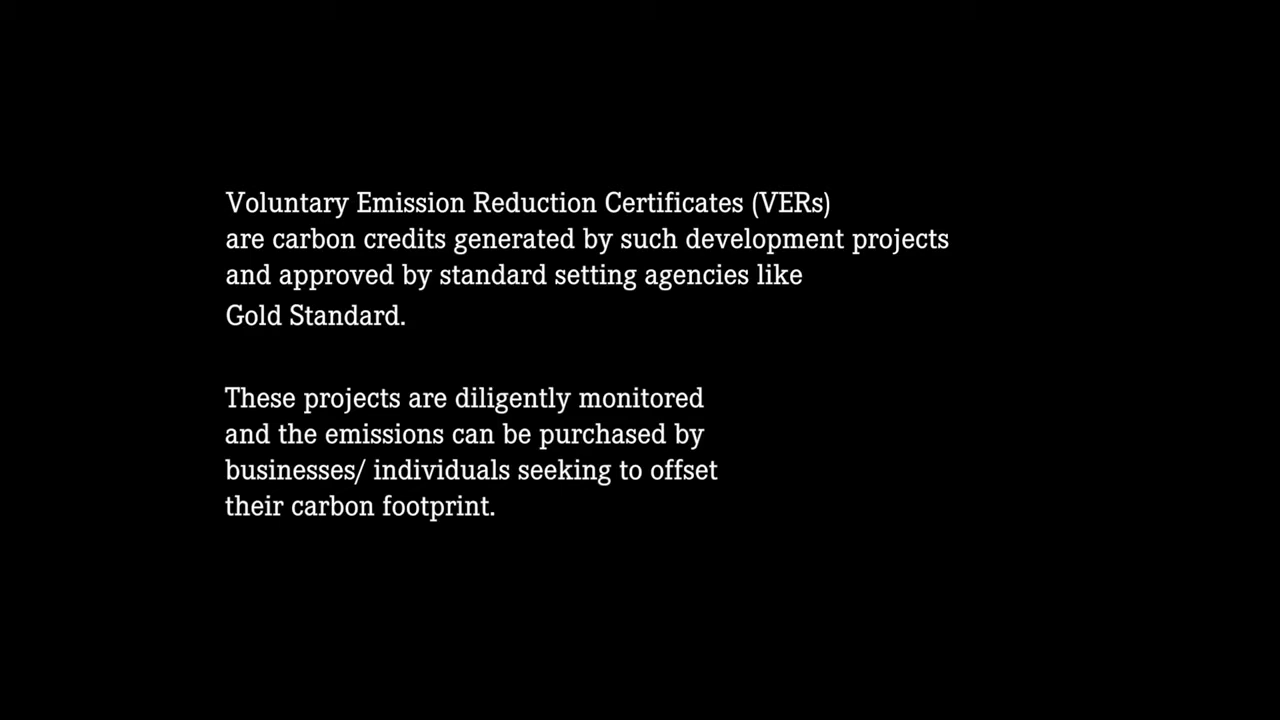 Voluntary Emission Reduction Certificates (VERs)
are carbon credits generated by such development projects
and approved by standard setting agencies like
Gold Standard.
These projects are diligently monitored
and the emissions can be purchased by
businesses/ individuals seeking to offset
their carbon footprint.